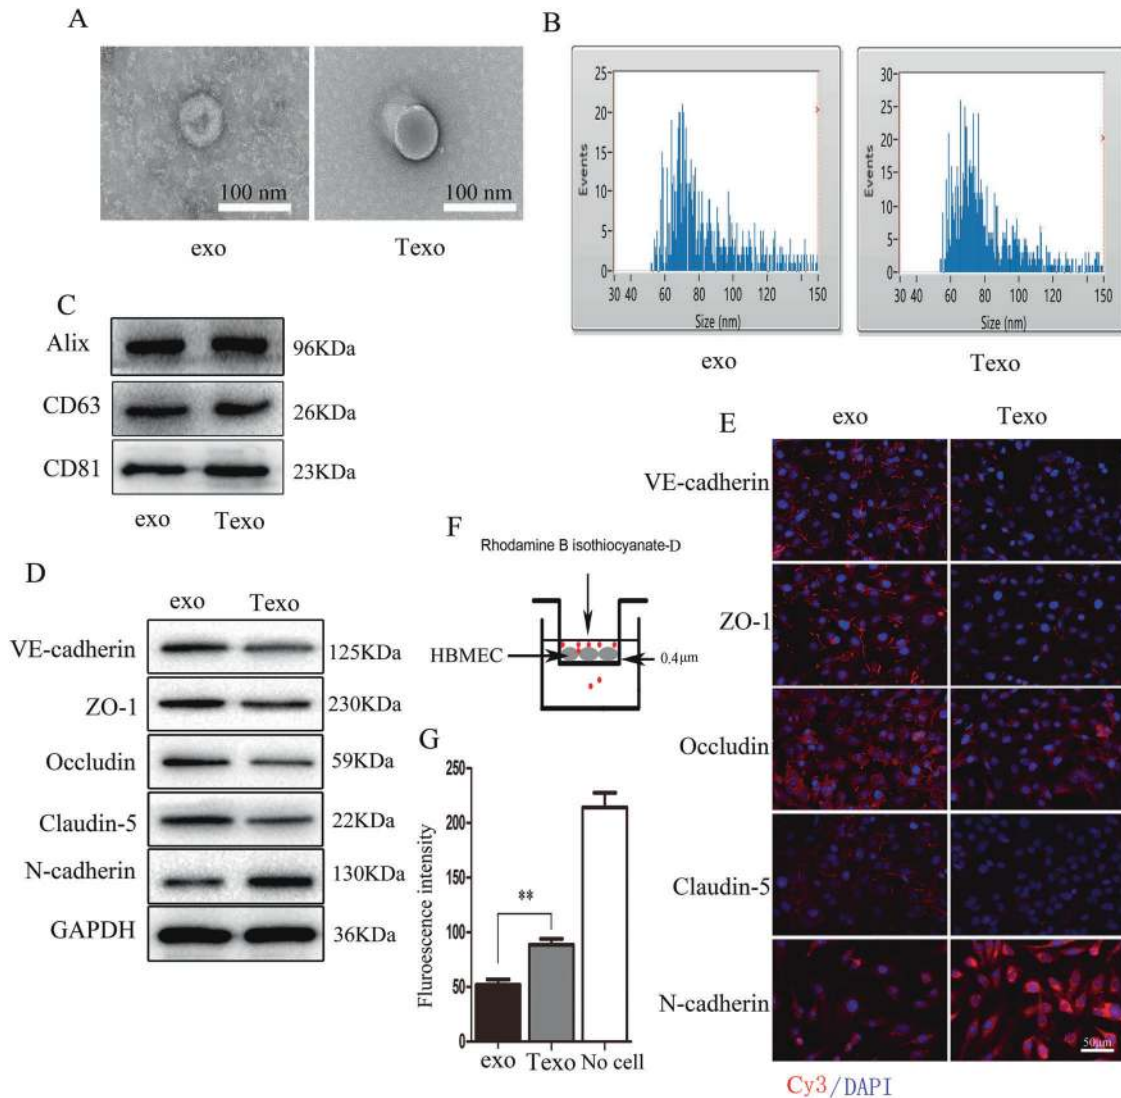 A
100 nm
100 nm
exo
Texo
B
25
20
15
10
5
0
Events
30 40 60 80 100 120 150
Size (nm)
exo
30
25
20
15
10
5
0
Events
30 40 60 80 100 120 150
Size (nm)
Texo
C
Alix
96KDa
CD63
26KDa
CD81
23KDa
exo
Texo
D
exo
Texo
VE-cadherin
125KDa
ZO-1
230KDa
Occludin
59KDa
Claudin-5
22KDa
N-cadherin
130KDa
GAPDH
36KDa
F
Rhodamine B isothiocyanate-D
HBMEC
0.4μm
G
250
200
150
100
50
0
Fluroescence intensity
**
exo
Texo
No cell
E
exo
Texo
VE-cadherin
ZO-1
Occludin
Claudin-5
N-cadherin
50μm
Cy3/DAPI